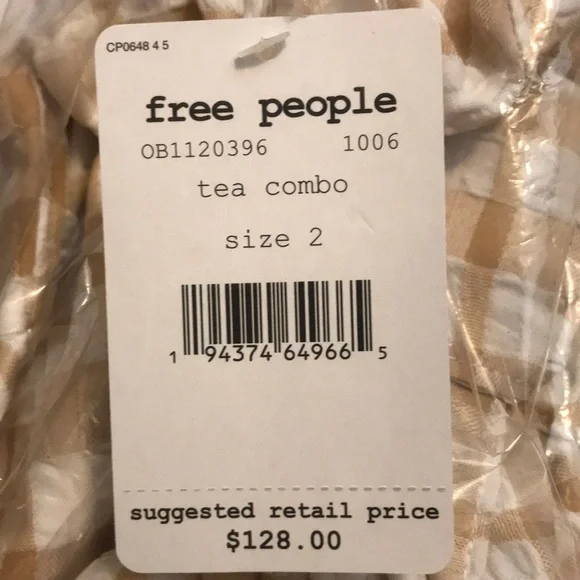 CP0648 4 5
free people
OB1120396 1006
tea combo
size 2
1 94374 64966 5
suggested retail price
$128.00